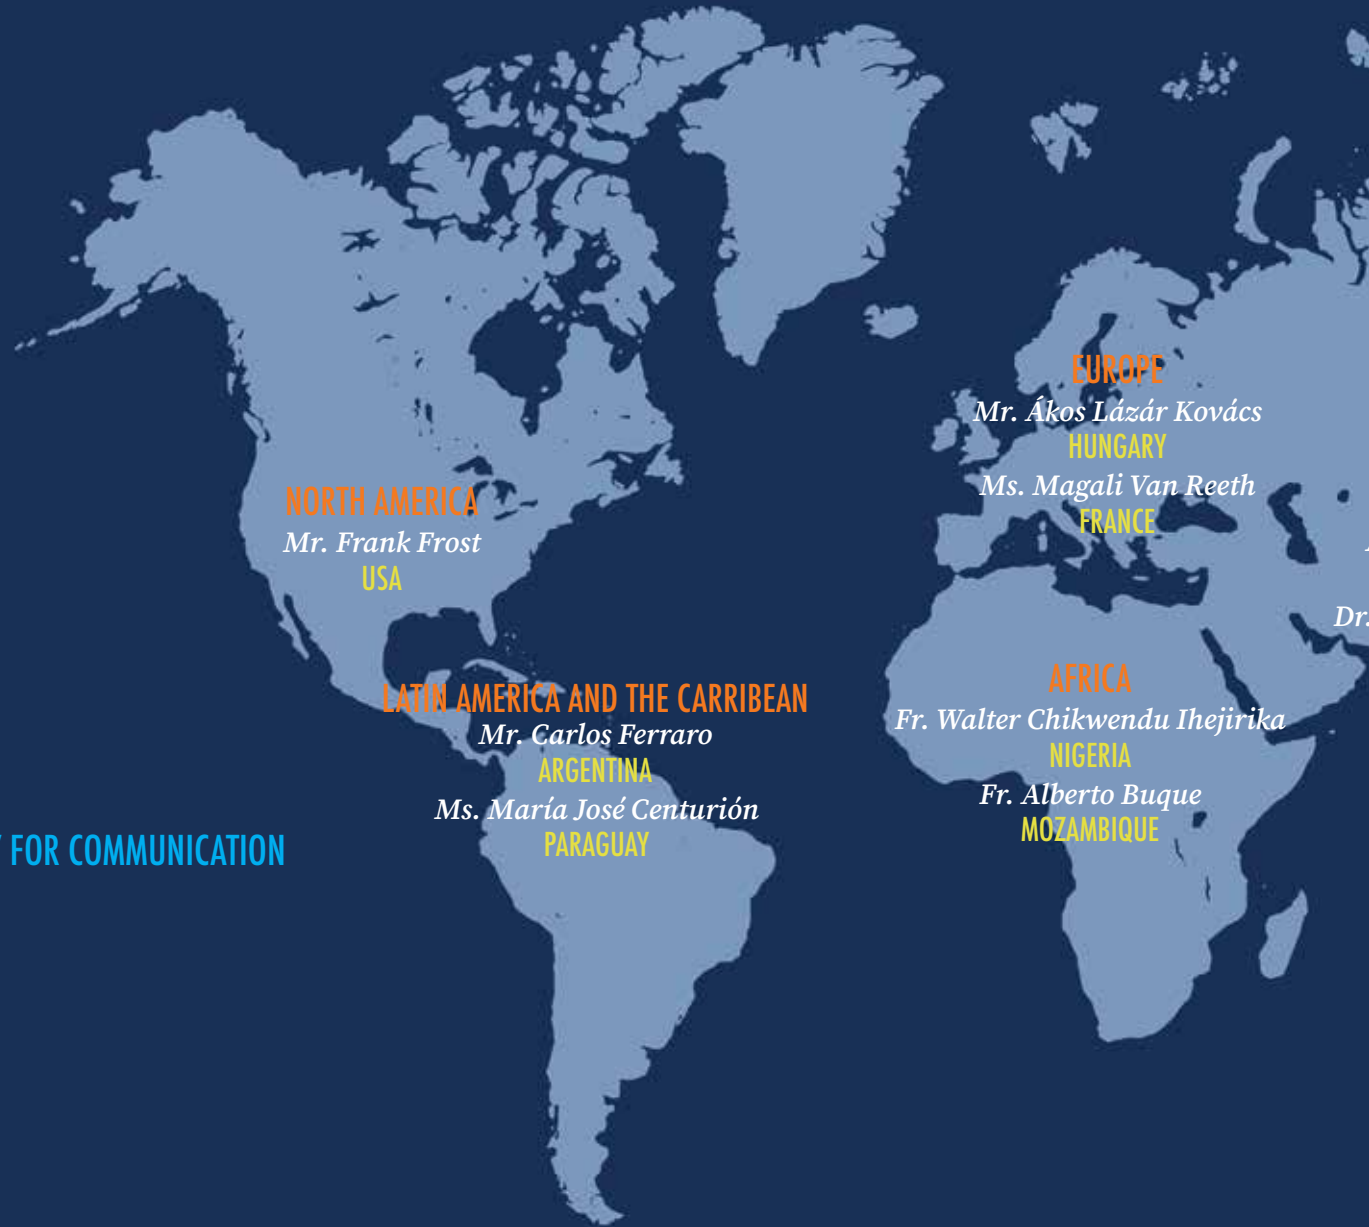 EUROPE
Mr. Ákos Lázár Kovács
HUNGARY
Ms. Magali Van Reeth
FRANCE
NORTH AMERICA
Mr. Frank Frost
USA
Dr.
AFRICA
Fr. Walter Chikwendu Ihejirika
NIGERIA
Fr. Alberto Buque
MOZAMBIQUE
LATIN AMERICA AND THE CARRIBEAN
Mr. Carlos Ferraro
ARGENTINA
Ms. María José Centurión
PARAGUAY
FOR COMMUNICATION